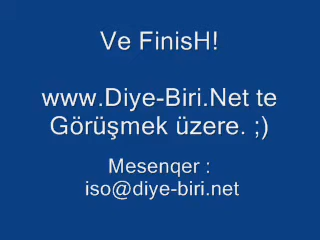 Ve FinisH!
www.Diye-Biri.Net te
Görüşmek üzere. ;)
Mesenqer :
iso@diye-biri.net